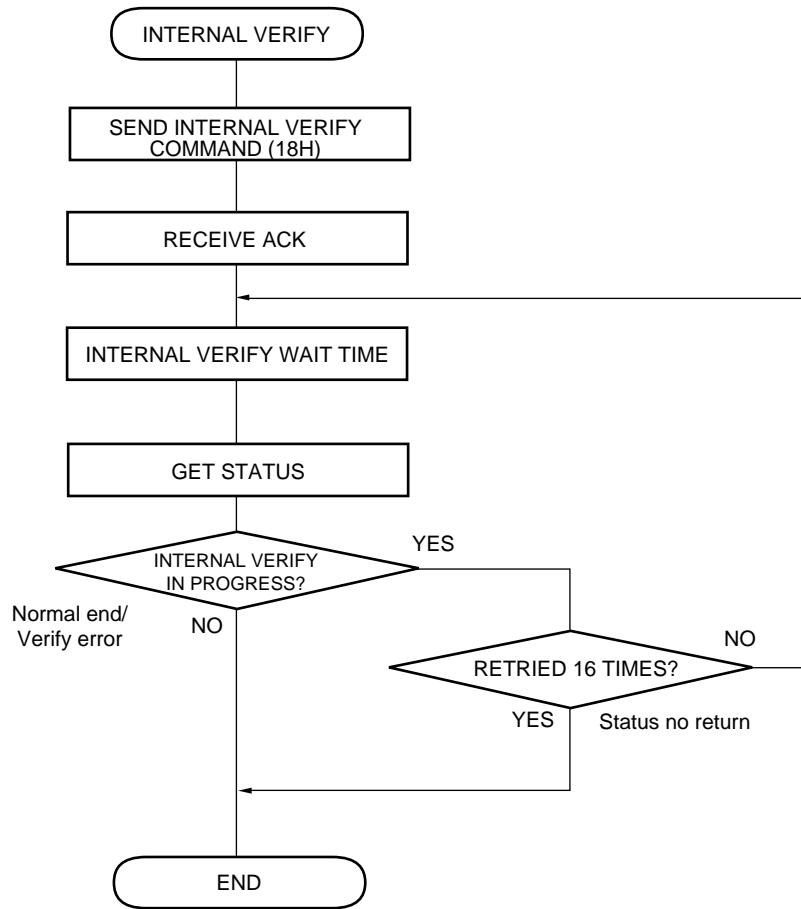 INTERNAL VERIFY
SEND INTERNAL VERIFY
COMMAND (18H)
RECEIVE ACK
INTERNAL VERIFY WAIT TIME
GET STATUS
INTERNAL VERIFY
IN PROGRESS?
YES
Normal end/
Verify error
NO
RETRIED 16 TIMES?
NO
YES
Status no return
END